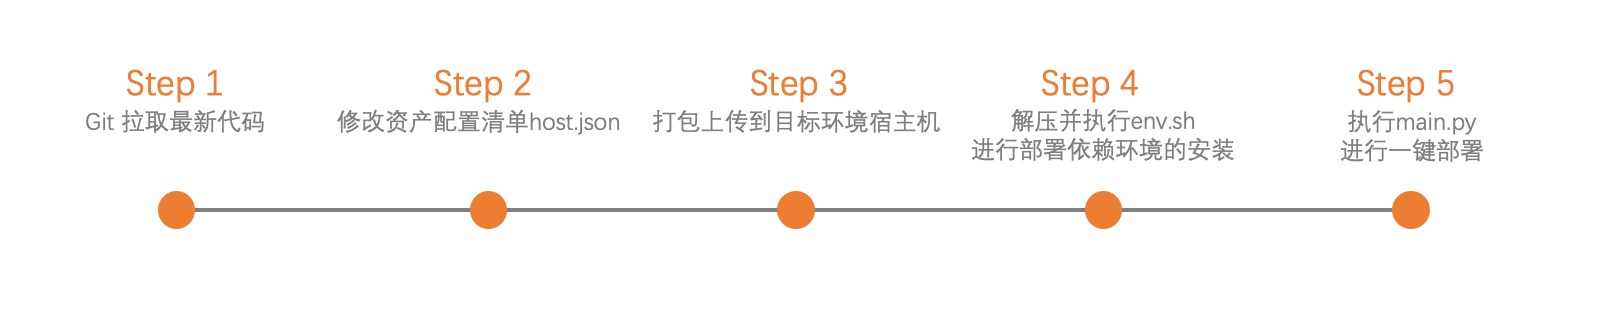 Step 1
Git 拉取最新代码
Step 2
修改资产配置清单host.json
Step 3
打包上传到目标环境宿主机
Step 4
解压并执行env.sh
进行部署依赖环境的安装
Step 5
执行main.py
进行一键部署